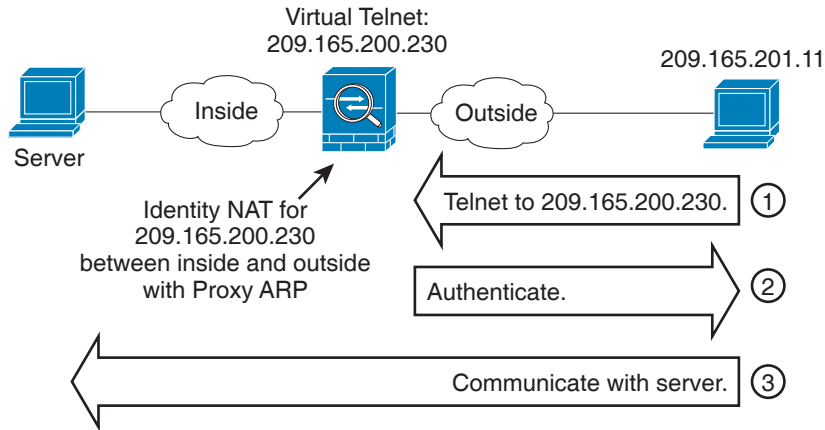 Virtual Telnet:
209.165.200.230
209.165.201.11
Inside
Outside
Server
Identity NAT for
209.165.200.230
between inside and outside
with Proxy ARP
Telnet to 209.165.200.230.
1
Authenticate.
2
Communicate with server.
3